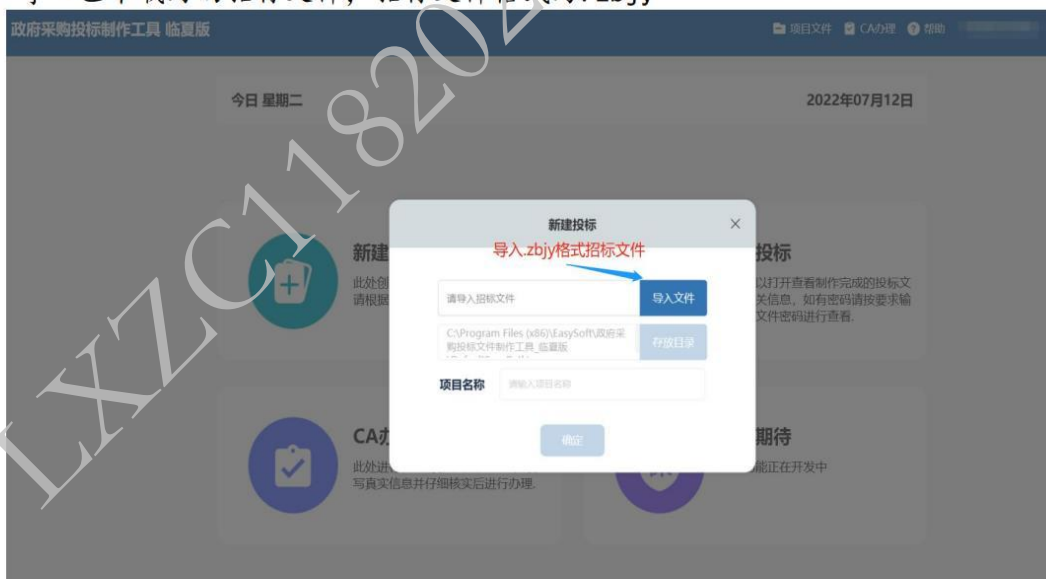 政府采购投标制作工具 临夏版
项目文件 CA办理 帮助
今日 星期二
2022年07月12日
新建投标
导入.zbjy格式招标文件
请导入招标文件
导入文件
C:\Program Files (x86)\EasySoft\政府采
购投标文件制作工具_临夏版
存放目录
项目名称
请输入项目名称
确定
新建
此处创
请根据
投标
以打开查看制作完成的投标文
关信息，如有密码请按要求输
文件密码进行查看.
CA办
此处进
写真实信息并仔细核实后进行办理.
期待
能正在开发中
LXZC118202